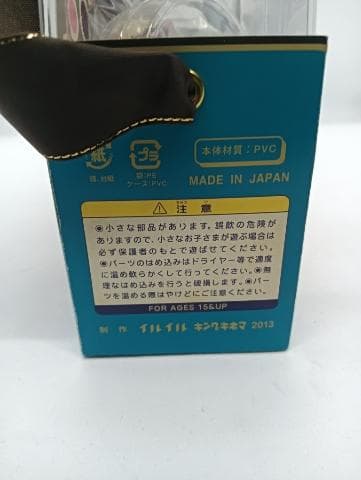 紙
箱、台紙
プラ
袋:PE
ケース:PVC
本体材質：PVC
MADE IN JAPAN
注意
●小さな部品があります。誤飲の危険が
ありますので、小さなお子さまが遊ぶ場合は
必ず保護者のもとで遊ばせてください。
●パーツのはめ込みはドライヤー等で適度
に温め軟らかくして行ってください。●無
理なはめ込みを行うと破損します。●パー
ツを温める際はやけどにご注意ください。
FOR AGES 15&UP
制作 イルイル キングキネマ 2013